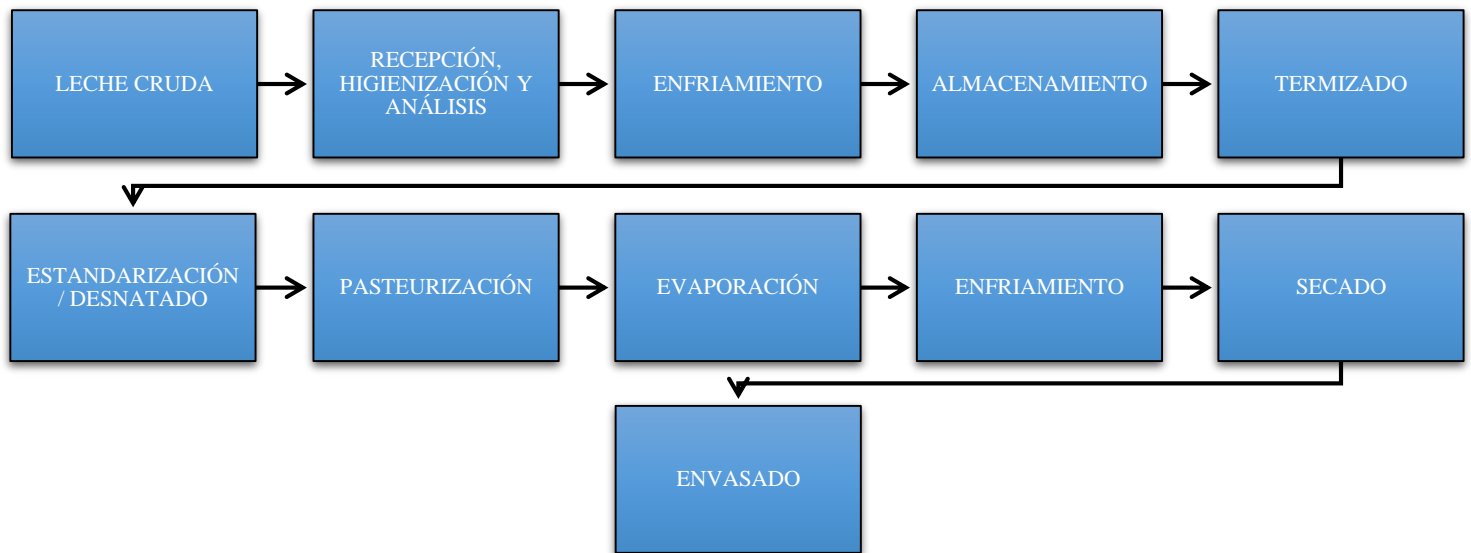 LECHE CRUDA
RECEPCIÓN,
HIGIENIZACIÓN Y
ANÁLISIS
ENFRIAMIENTO
ALMACENAMIENTO
TERMIZADO
ESTANDARIZACIÓN
/ DESNATADO
PASTEURIZACIÓN
EVAPORACIÓN
ENFRIAMIENTO
SECADO
ENVASADO